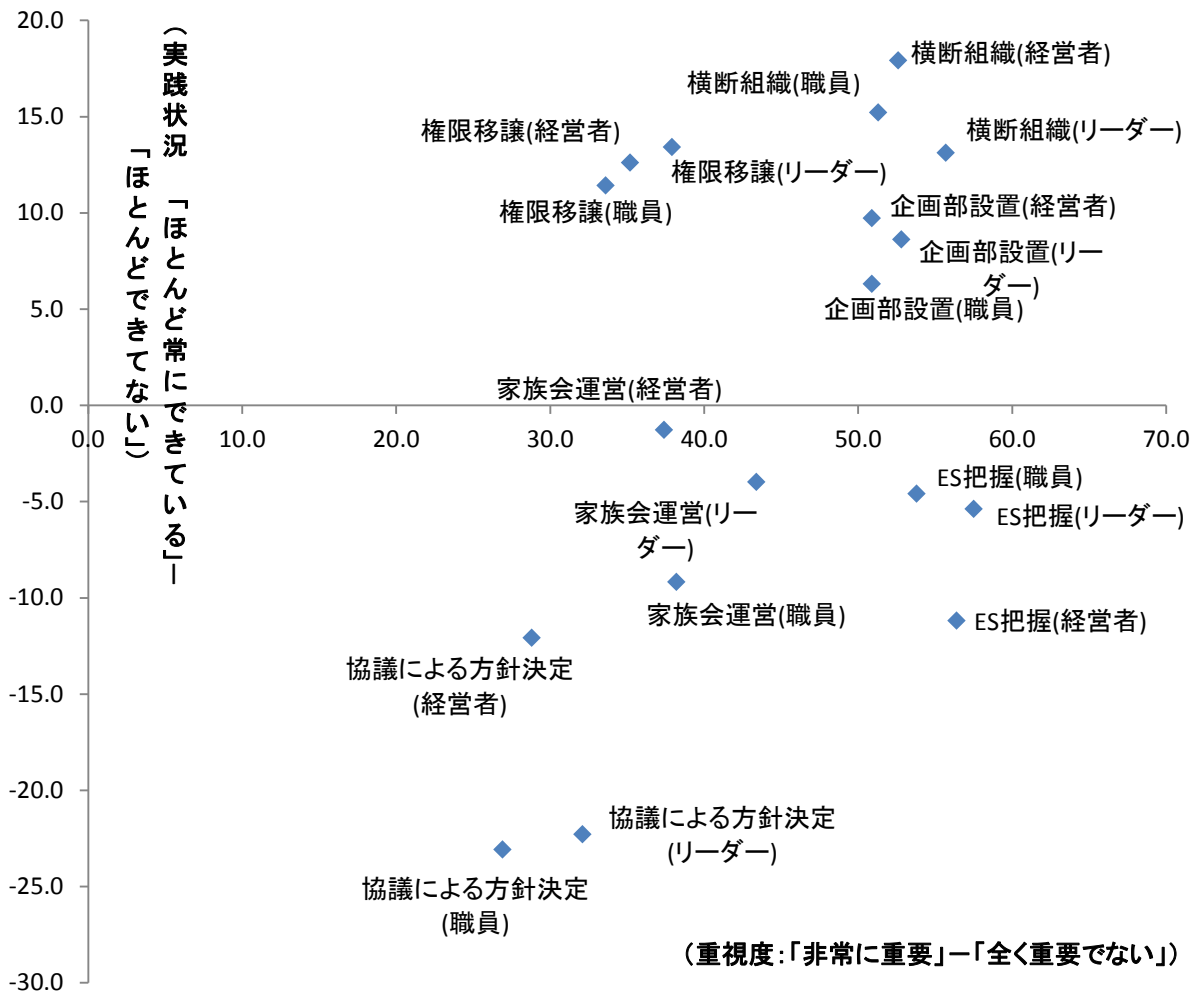 20.0
15.0
10.0
5.0
0.0
-5.0
-10.0
-15.0
-20.0
-25.0
-30.0
0.0
10.0
20.0
30.0
40.0
50.0
60.0
70.0
（実践状況　「ほとんど常にできている」－
「ほとんどできてない」）
横断組織(経営者)
横断組織(職員)
横断組織(リーダー)
権限移譲(経営者)
権限移譲(リーダー)
権限移譲(職員)
企画部設置(経営者)
企画部設置(リー
ダー)
企画部設置(職員)
家族会運営(経営者)
家族会運営(リー
ダー)
家族会運営(職員)
ES把握(職員)
ES把握(リーダー)
ES把握(経営者)
協議による方針決定
(経営者)
協議による方針決定
(リーダー)
協議による方針決定
(職員)
（重視度：「非常に重要」－「全く重要でない」）